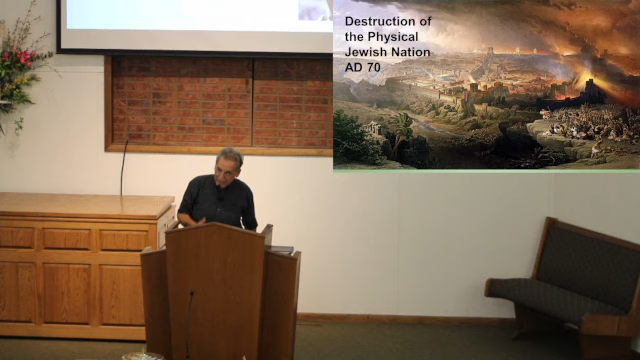 Destruction of
the Physical
Jewish Nation
AD 70